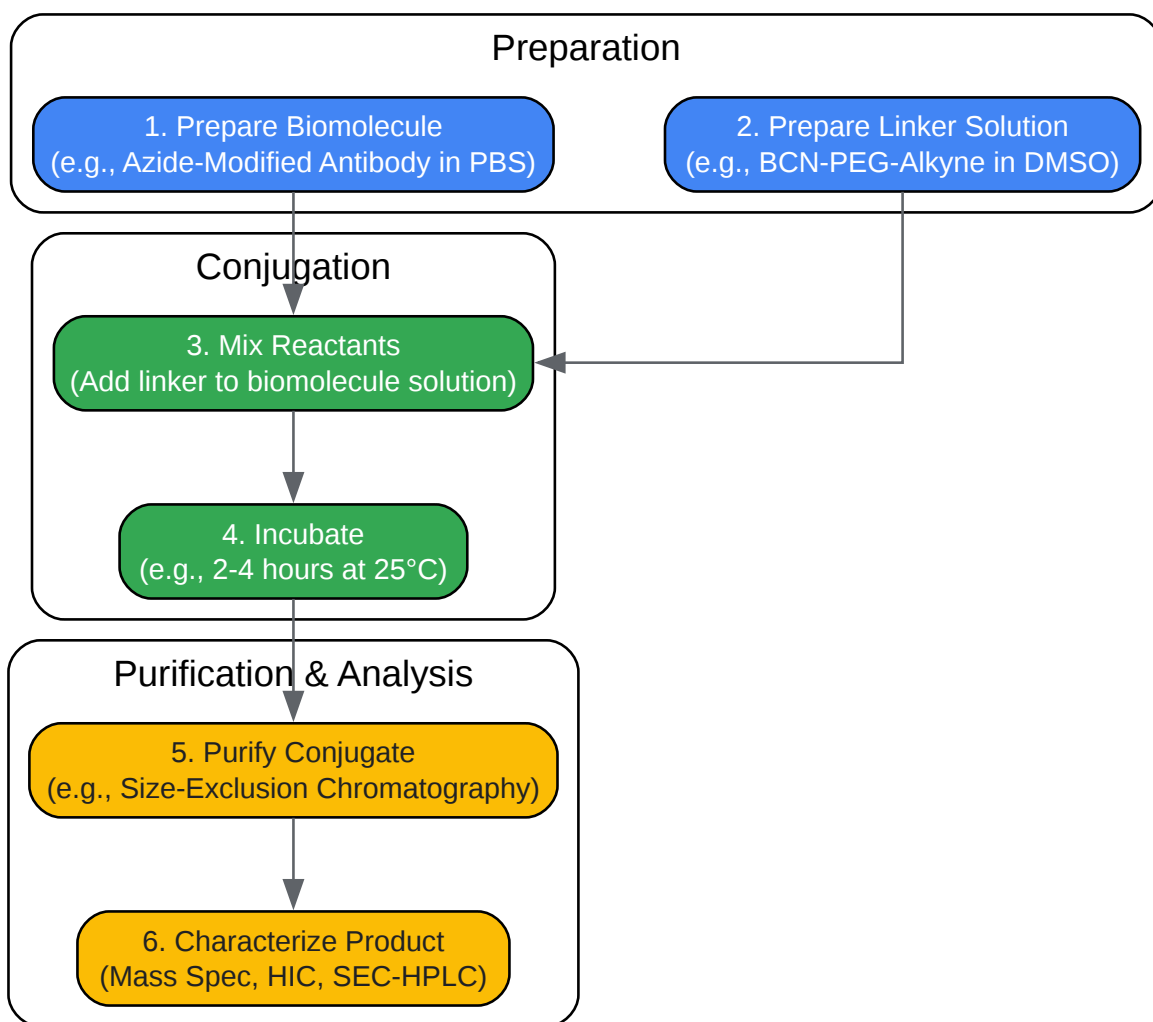 Preparation
1. Prepare Biomolecule
(e.g., Azide-Modified Antibody in PBS)
2. Prepare Linker Solution
(e.g., BCN-PEG-Alkyne in DMSO)
Conjugation
3. Mix Reactants
(Add linker to biomolecule solution)
4. Incubate
(e.g., 2-4 hours at 25°C)
Purification & Analysis
5. Purify Conjugate
(e.g., Size-Exclusion Chromatography)
6. Characterize Product
(Mass Spec, HIC, SEC-HPLC)